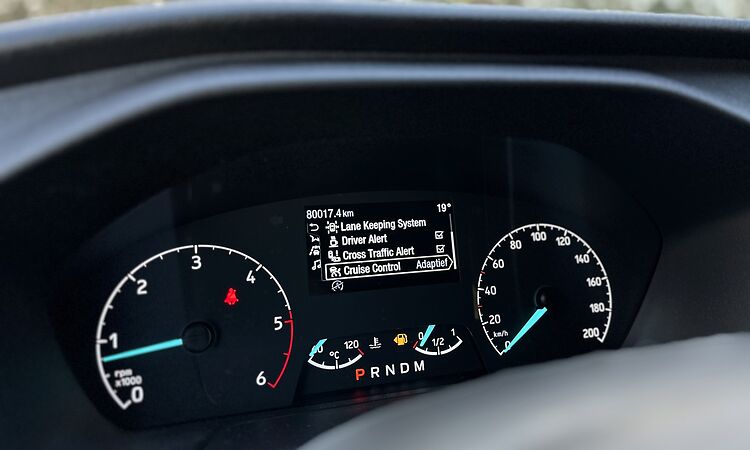 80017.4 km 19°
Lane Keeping System
Driver Alert
Cross Traffic Alert
Cruise Control Adaptief
0 1 2 3 4 5 6
rpm
x1000
60 °C 120
0 1/2 1
P R N D M
0 20 40 60 80 100 120 140 160 180 200
km/h